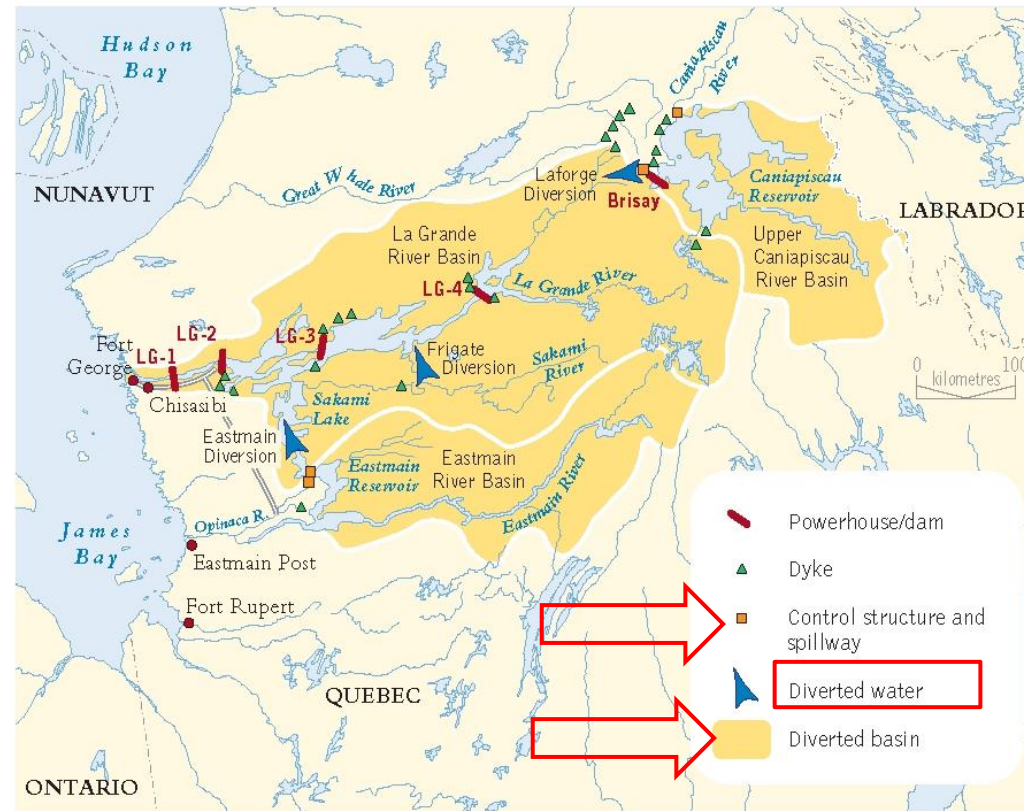 Hudson
Bay
Caniapiscau
River
NUNAVUT
Great Whale River
Laforge
Diversion
Brisay
Caniapiscau
Reservoir
LABRADOR
La Grande
River Basin
Upper
Caniapiscau
River Basin
LG-4
La Grande River
LG-3
LG-2
Fort
George
LG-1
Frigate
Diversion
Sakami
River
0 100
kilometres
Chisasibi
Sakami
Lake
Eastmain
Diversion
Eastmain
Reservoir
Eastmain
River Basin
Eastmain River
Opinaca R.
James
Bay
Eastmain Post
Fort Rupert
QUEBEC
ONTARIO
Powerhouse/dam
Dyke
Control structure and
spillway
Diverted water
Diverted basin